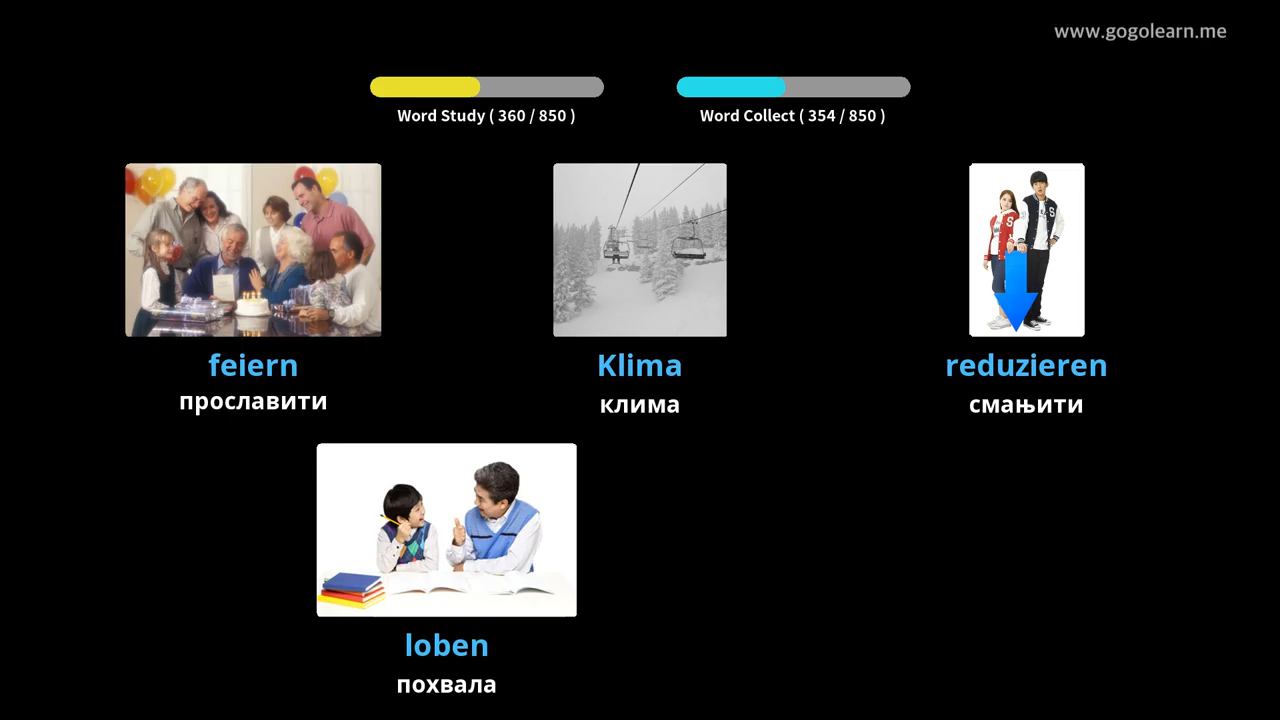 www.gogolearn.me
Word Study ( 360 / 850 )
Word Collect ( 354 / 850 )
feiern
прославити
Klima
клима
reduzieren
смањити
loben
похвала